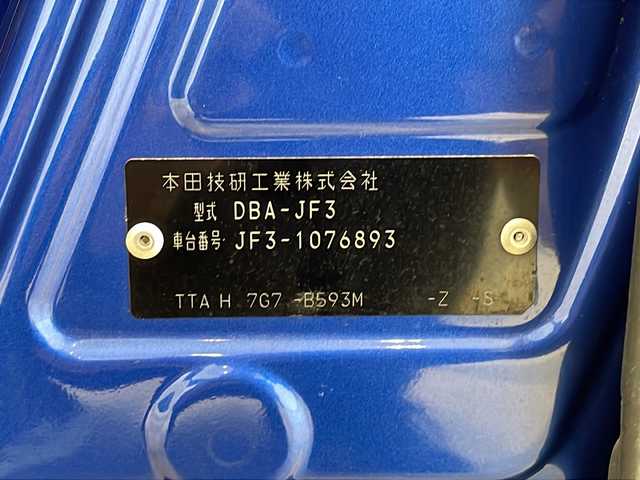 本田技研工業株式会社
型式 DBA-JF3
車台番号 JF3-1076893
TTA H 7G7 -B593M -Z -S